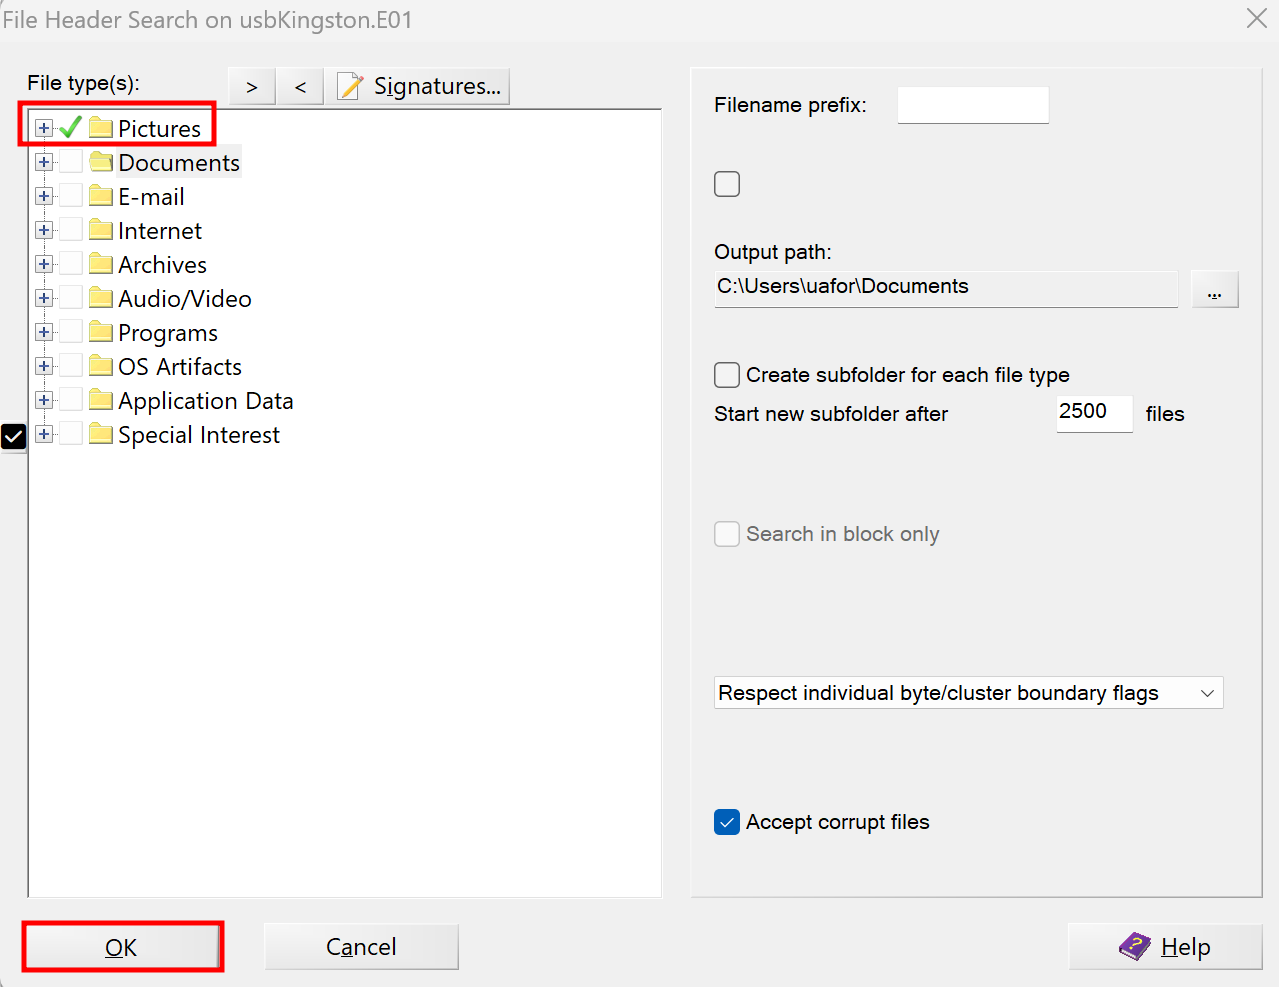 File Header Search on usbKingston.E01
File type(s):
>
<
Signatures...
Pictures
Documents
E-mail
Internet
Archives
Audio/Video
Programs
OS Artifacts
Application Data
Special Interest
Filename prefix:
Output path:
C:\Users\uafor\Documents
...
Create subfolder for each file type
Start new subfolder after 2500 files
Search in block only
Respect individual byte/cluster boundary flags
Accept corrupt files
OK
Cancel
Help